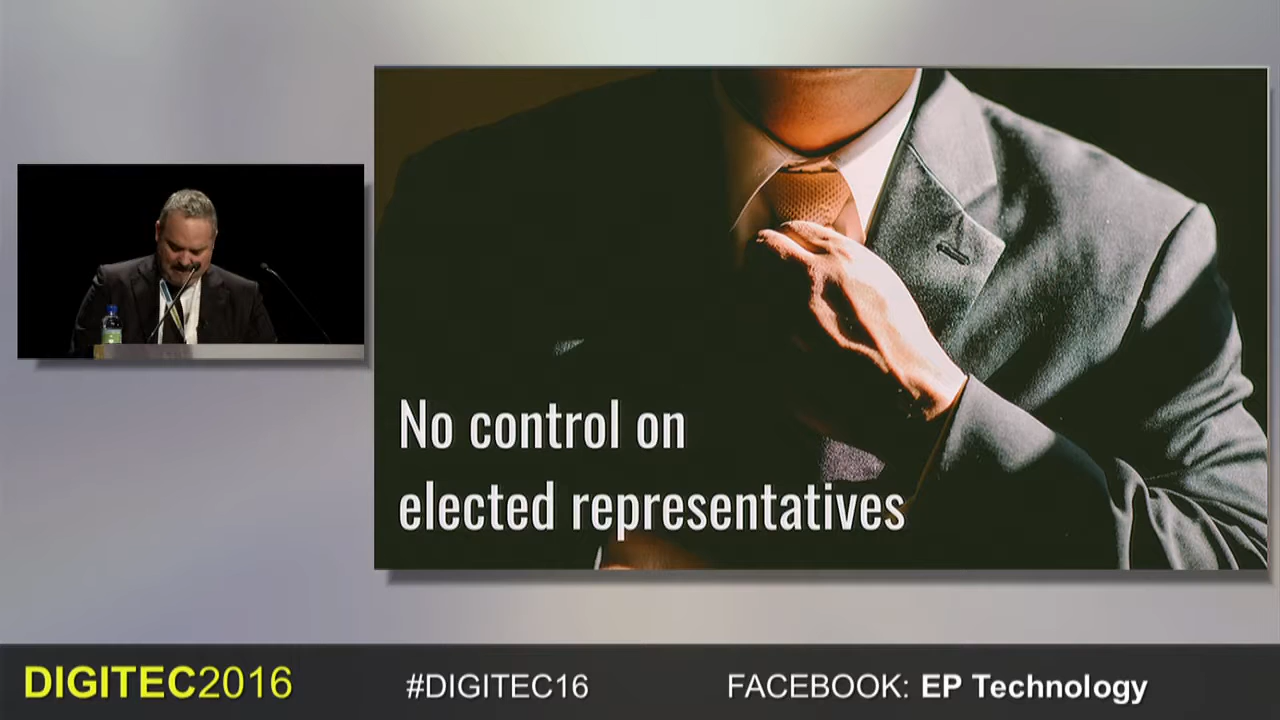 No control on
elected representatives
DIGITEC2016
#DIGITEC16
FACEBOOK: EP Technology